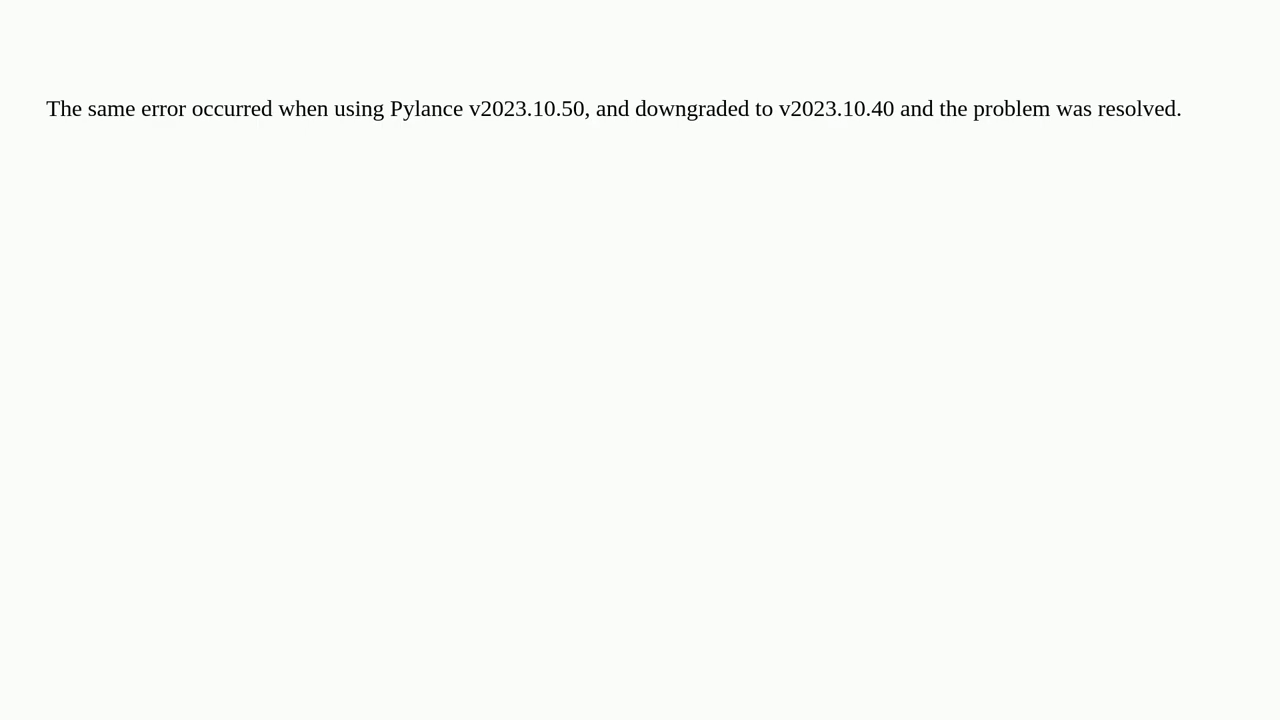 The same error occurred when using Pylance v2023.10.50, and downgraded to v2023.10.40 and the problem was resolved.